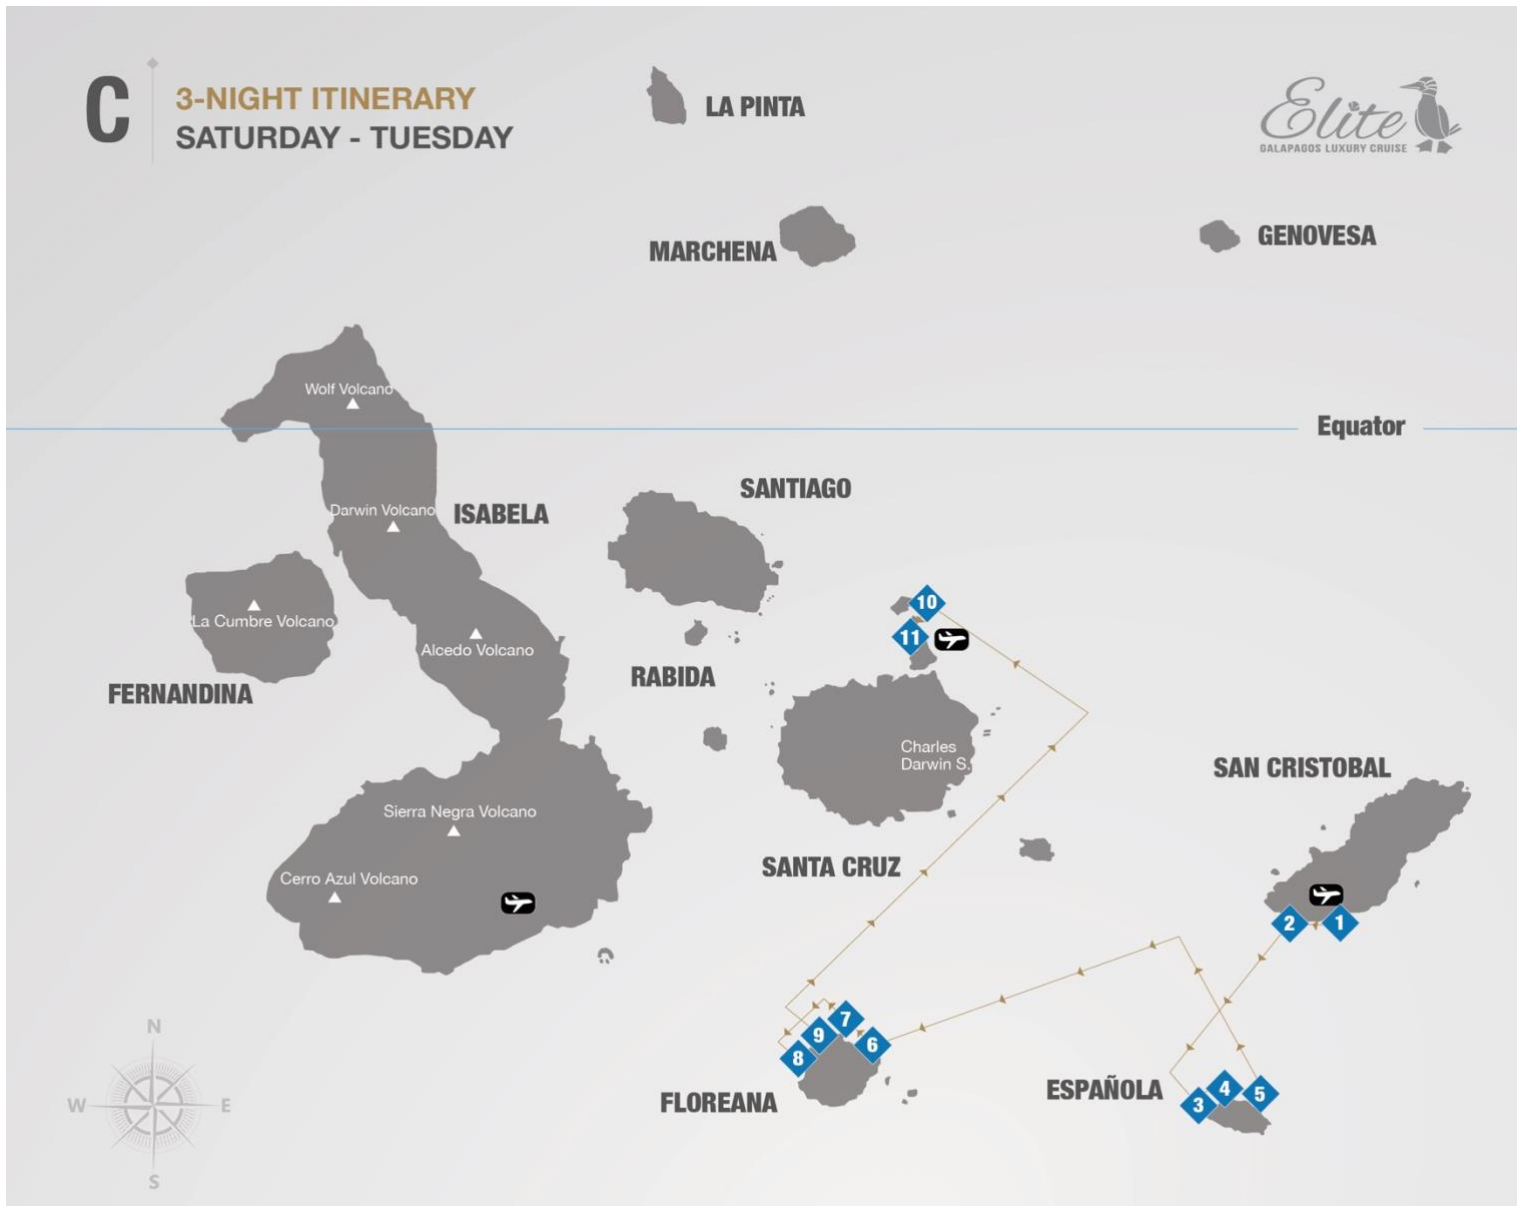 C
3-NIGHT ITINERARY
SATURDAY - TUESDAY
LA PINTA
Elite
GALAPAGOS LUXURY CRUISE
MARCHENA
GENOVESA
Wolf Volcano
Equator
SANTIAGO
Darwin Volcano
ISABELA
La Cumbre Volcano
FERNANDINA
Alcedo Volcano
RABIDA
10
11
Charles
Darwin S.
SANTA CRUZ
SAN CRISTOBAL
Sierra Negra Volcano
Cerro Azul Volcano
2
1
7
9
6
8
FLOREANA
ESPAÑOLA
4
5
3
N
W
E
S